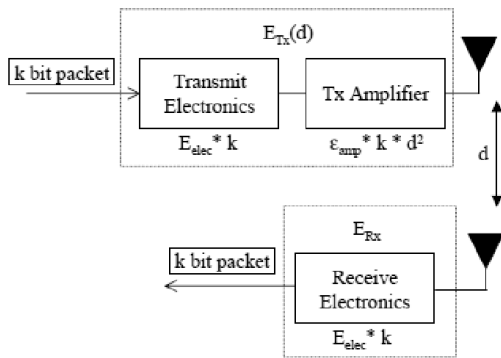 E_Tx(d)
k bit packet
Transmit
Electronics
Tx Amplifier
E_elec* k
ε_amp* k * d²
d
E_Rx
k bit packet
Receive
Electronics
E_elec* k